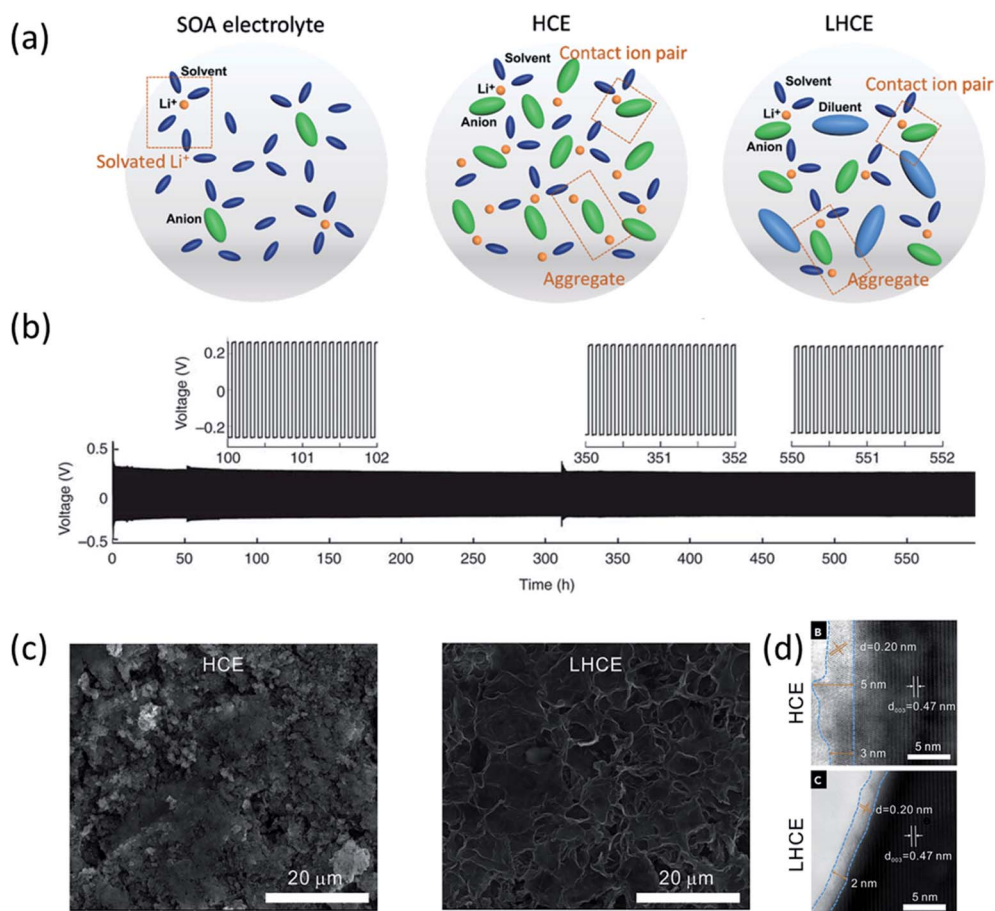 (a)
SOA electrolyte
HCE
LHCE
Solvent
Li⁺
Solvated Li⁺
Anion
Solvent
Li⁺
Anion
Contact ion pair
Aggregate
Solvent
Li⁺
Diluent
Anion
Contact ion pair
Aggregate
(b)
Voltage (V)
0.2
0
−0.2
100 101 102
350 351 352
550 551 552
Voltage (V)
0.5
0
−0.5
0 50 100 150 200 250 300 350 400 450 500 550
Time (h)
(c)
HCE
20 μm
LHCE
20 μm
(d)
HCE
B
d=0.20 nm
5 nm
d₀₀₃=0.47 nm
3 nm
5 nm
LHCE
C
d=0.20 nm
d₀₀₃=0.47 nm
2 nm
5 nm